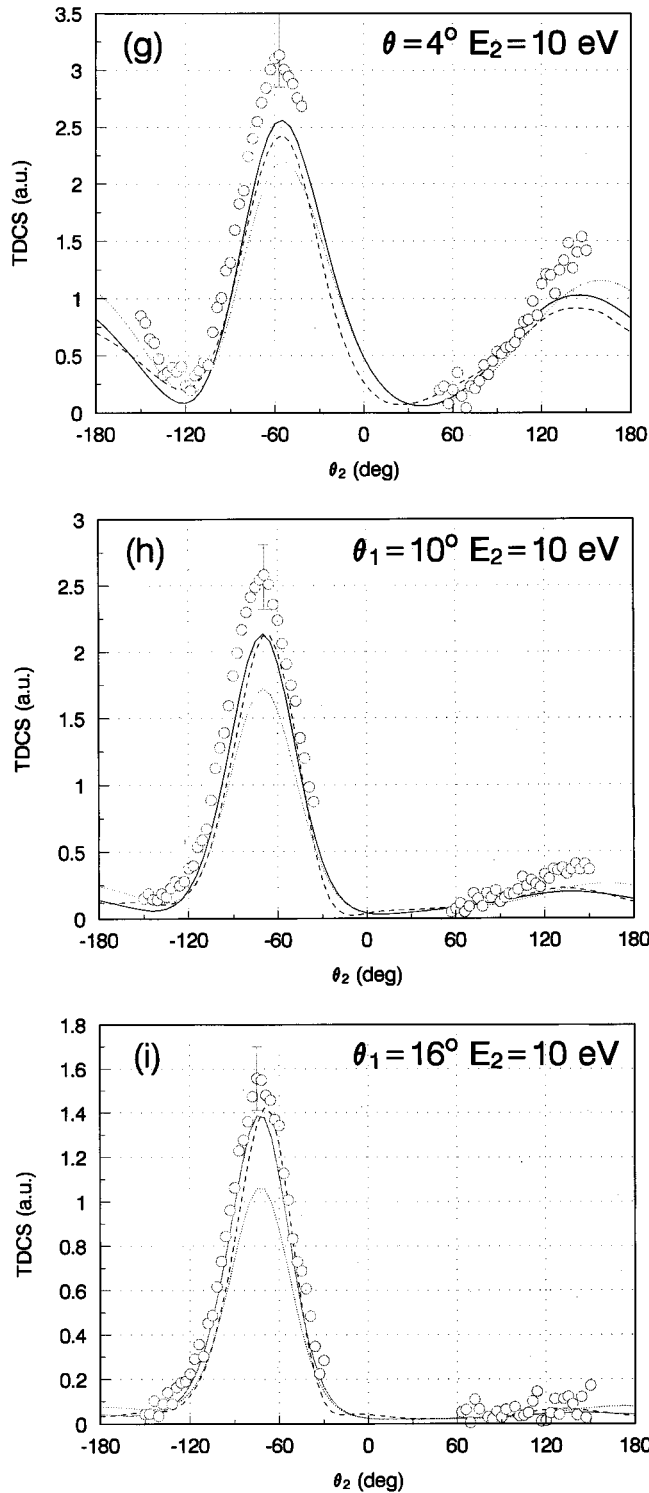 (g) θ = 4° E₂ = 10 eV
3.5
3
2.5
2
1.5
1
0.5
0
TDCS (a.u.)
-180 -120 -60 0 60 120 180
θ₂ (deg)
(h) θ₁ = 10° E₂ = 10 eV
3
2.5
2
1.5
1
0.5
0
TDCS (a.u.)
-180 -120 -60 0 60 120 180
θ₂ (deg)
(i) θ₁ = 16° E₂ = 10 eV
1.8
1.6
1.4
1.2
1
0.8
0.6
0.4
0.2
0
TDCS (a.u.)
-180 -120 -60 0 60 120 180
θ₂ (deg)